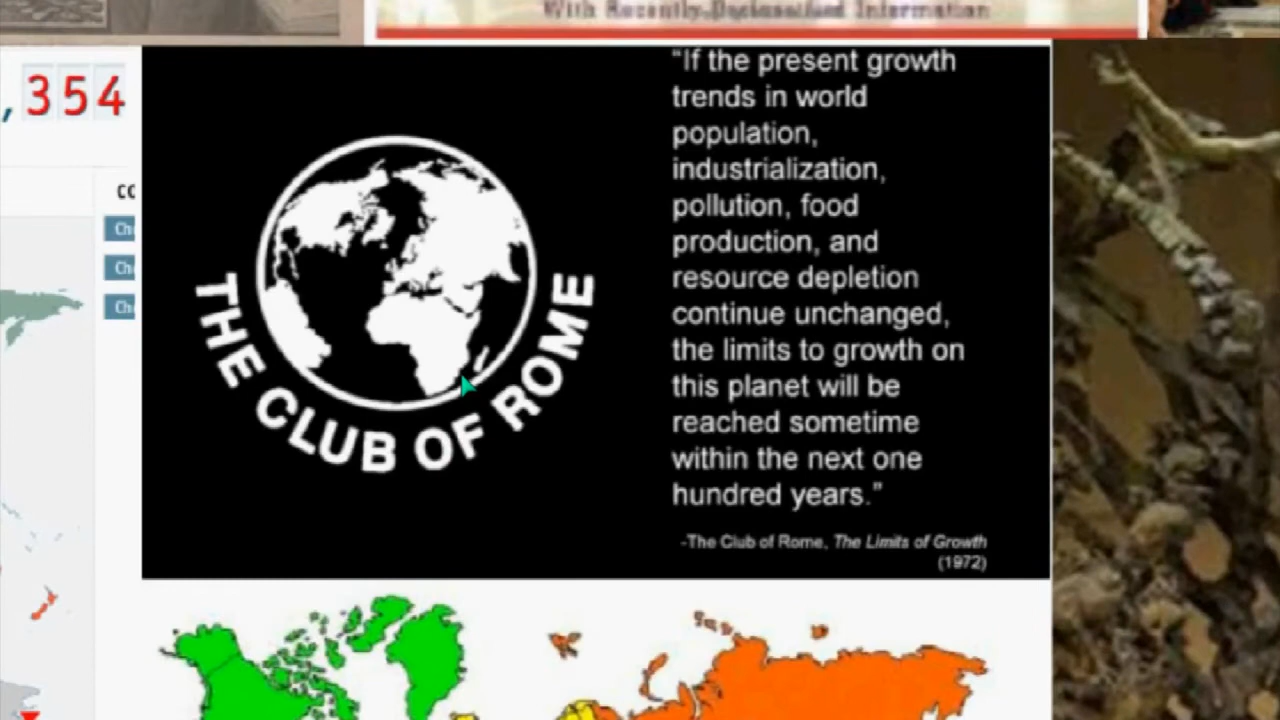 With Recently-Declassified Information
,354
THE CLUB OF ROME
“If the present growth
trends in world
population,
industrialization,
pollution, food
production, and
resource depletion
continue unchanged,
the limits to growth on
this planet will be
reached sometime
within the next one
hundred years.”
-The Club of Rome, The Limits of Growth
(1972)